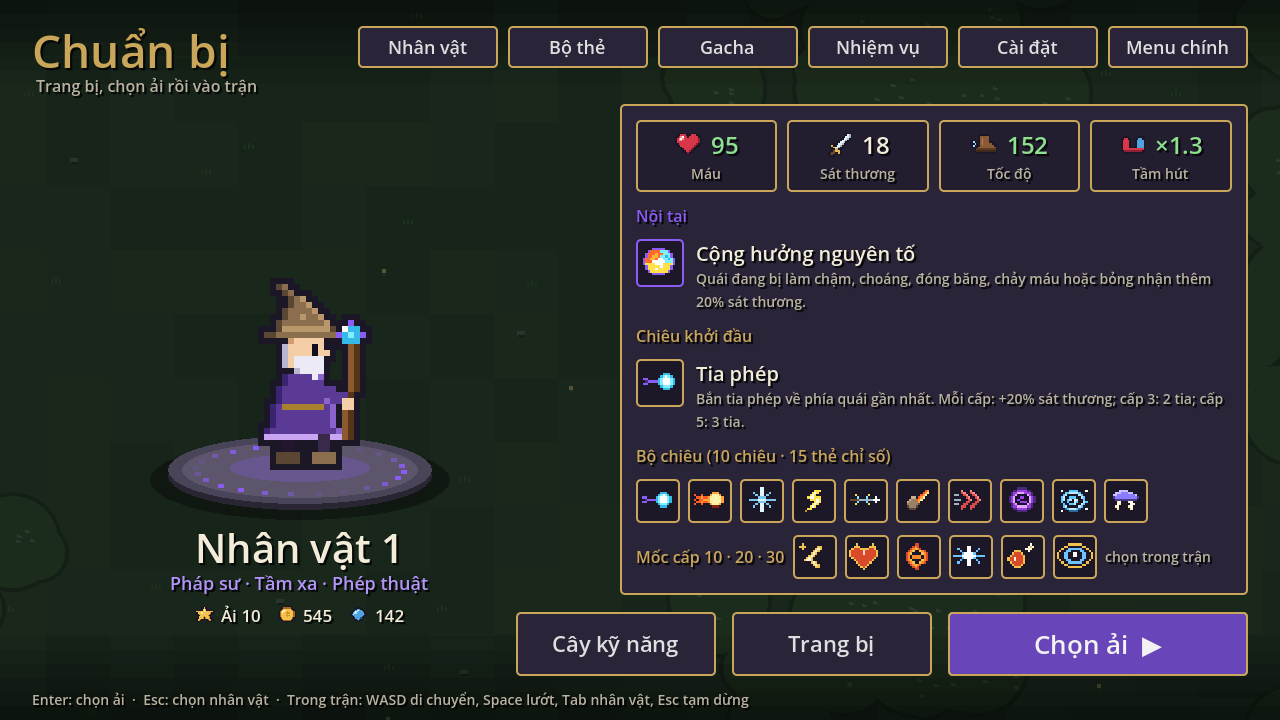 Chuẩn bị
Trang bị, chọn ải rồi vào trận
Nhân vật
Bộ thẻ
Gacha
Nhiệm vụ
Cài đặt
Menu chính
95
Máu
18
Sát thương
152
Tốc độ
×1.3
Tầm hút
Nội tại
Cộng hưởng nguyên tố
Quái đang bị làm chậm, choáng, đóng băng, chảy máu hoặc bỏng nhận thêm
20% sát thương.
Chiêu khởi đầu
Tia phép
Bắn tia phép về phía quái gần nhất. Mỗi cấp: +20% sát thương; cấp 3: 2 tia; cấp
5: 3 tia.
Bộ chiêu (10 chiêu · 15 thẻ chỉ số)
Mốc cấp 10 · 20 · 30
chọn trong trận
Nhân vật 1
Pháp sư · Tầm xa · Phép thuật
Ải 10 545 142
Cây kỹ năng
Trang bị
Chọn ải ▶
Enter: chọn ải · Esc: chọn nhân vật · Trong trận: WASD di chuyển, Space lướt, Tab nhân vật, Esc tạm dừng